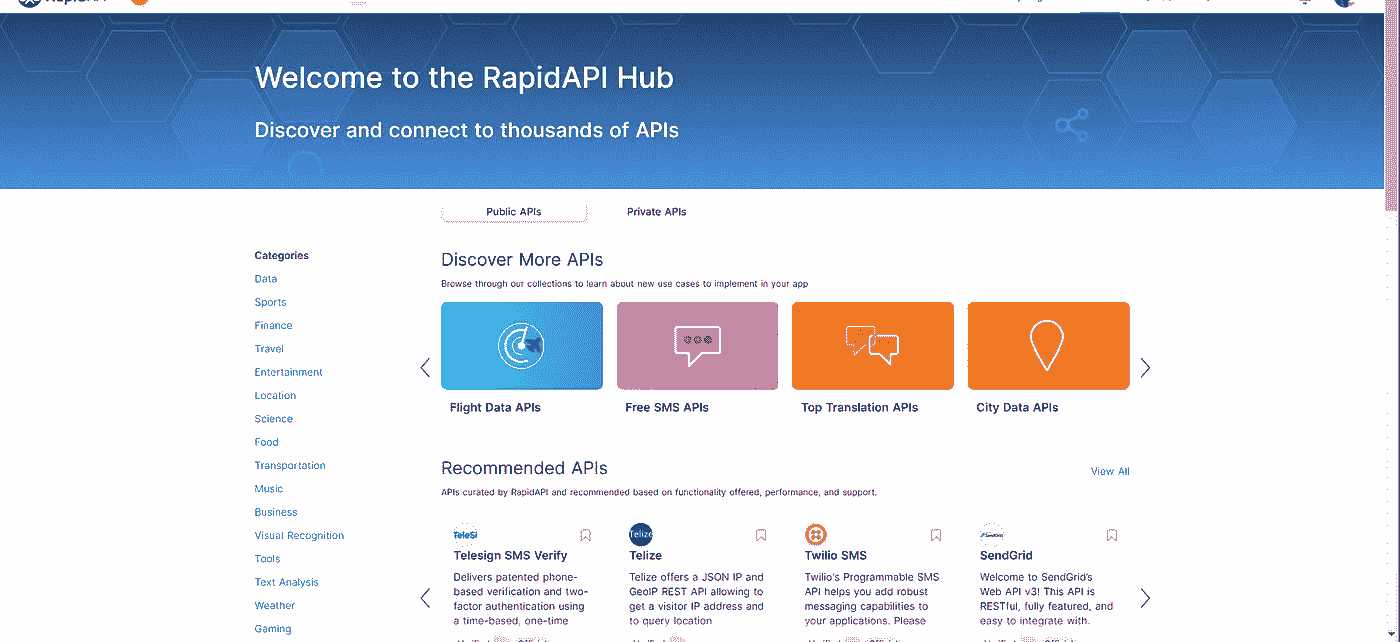 Welcome to the RapidAPI Hub
Discover and connect to thousands of APIs
Public APIs
Private APIs
Categories
Data
Sports
Finance
Travel
Entertainment
Location
Science
Food
Transportation
Music
Business
Visual Recognition
Tools
Text Analysis
Weather
Gaming
Discover More APIs
Browse through our collections to learn about new use cases to implement in your app
Flight Data APIs
Free SMS APIs
Top Translation APIs
City Data APIs
Recommended APIs
View All
APIs curated by RapidAPI and recommended based on functionality offered, performance, and support.
TeleSi
Telesign SMS Verify
Delivers patented phone-
based verification and two-
factor authentication using
a time-based, one-time
Telize
Telize
Telize offers a JSON IP and
GeoIP REST API allowing to
get a visitor IP address and
to query location
Twilio SMS
Twilio's Programmable SMS
API helps you add robust
messaging capabilities to
your applications. Please
SendGrid
Welcome to SendGrid's
Web API v3! This API is
RESTful, fully featured, and
easy to integrate with.